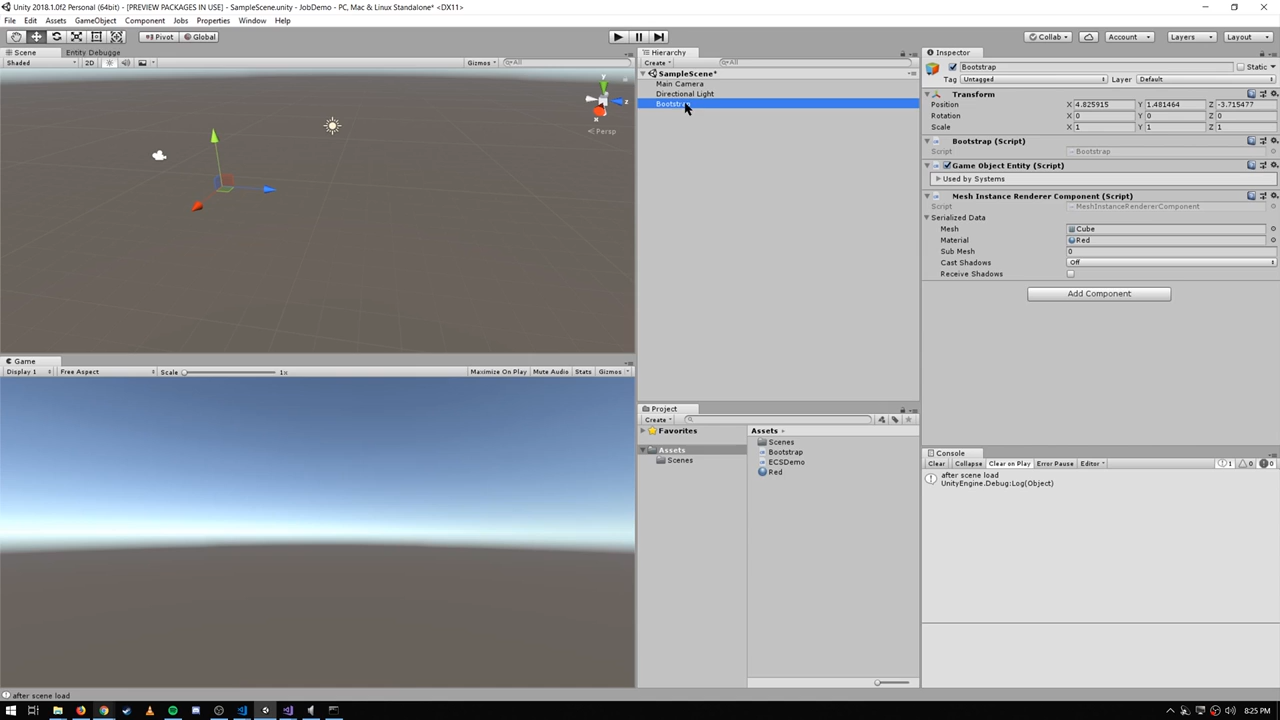 Unity 2018.1.0f2 Personal (64bit) - [PREVIEW PACKAGES IN USE] - SampleScene.unity - JobDemo - PC, Mac & Linux Standalone* <DX11>
File Edit Assets GameObject Component Jobs Properties Window Help
Pivot Global Collab Account Layers Layout
Scene Entity Debugge
Shaded 2D Gizmos All
y
z
x
Persp
Game
Display 1 Free Aspect Scale 1x Maximize On Play Mute Audio Stats Gizmos
Hierarchy
Create All
SampleScene*
Main Camera
Directional Light
Bootstrap
Project
Create
Favorites
Assets
Scenes
Assets
Scenes
Bootstrap
ECSDemo
Red
Inspector
Bootstrap Static
Tag Untagged Layer Default
Transform
Position X 4.825915 Y 1.481464 Z -3.715477
Rotation X 0 Y 0 Z 0
Scale X 1 Y 1 Z 1
Bootstrap (Script)
Script Bootstrap
Game Object Entity (Script)
Used by Systems
Mesh Instance Renderer Component (Script)
Script MeshInstanceRendererComponent
Serialized Data
Mesh Cube
Material Red
Sub Mesh 0
Cast Shadows Off
Receive Shadows
Add Component
Console
Clear Collapse Clear on Play Error Pause Editor 1 0 0
after scene load
UnityEngine.Debug:Log(Object)
after scene load
8:25 PM